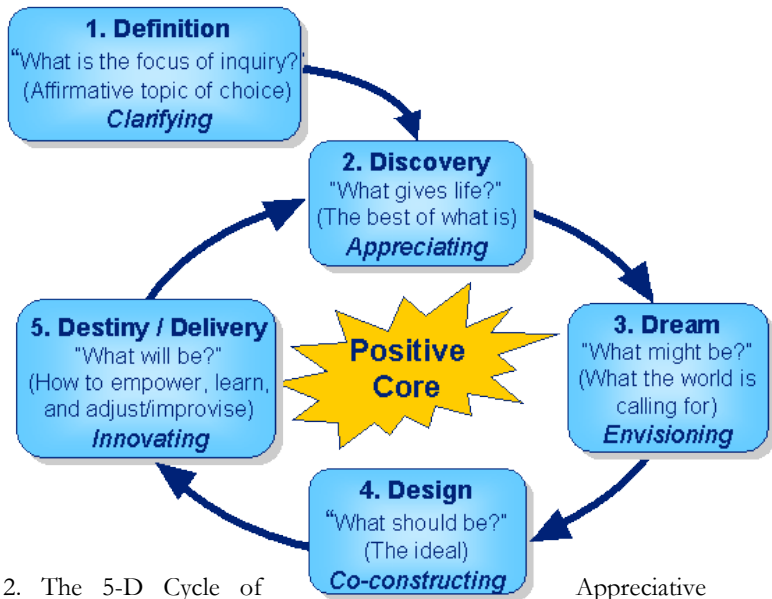 1. Definition
“What is the focus of inquiry?"
(Affirmative topic of choice)
Clarifying
2. Discovery
"What gives life?"
(The best of what is)
Appreciating
3. Dream
"What might be?"
(What the world is
calling for)
Envisioning
4. Design
“What should be?"
(The ideal)
Co-constructing
5. Destiny / Delivery
"What will be?"
(How to empower, learn,
and adjust/improvise)
Innovating
Positive
Core
2. The 5-D Cycle of Appreciative